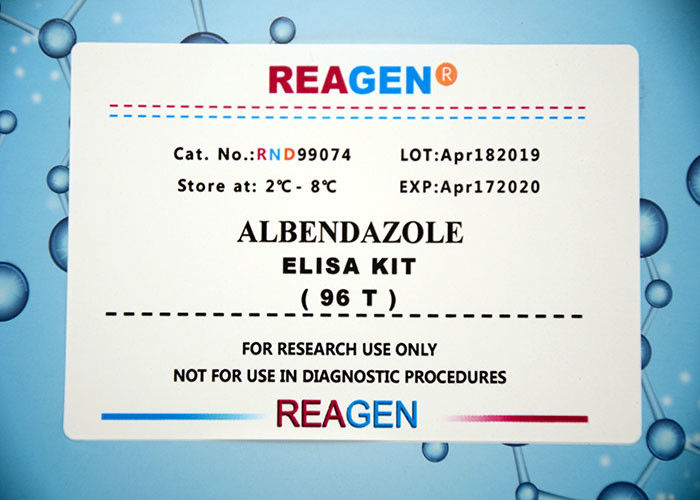 REAGEN®
Cat. No.:RND99074 LOT:Apr182019
Store at: 2℃- 8℃ EXP:Apr172020
ALBENDAZOLE
ELISA KIT
( 96 T )
FOR RESEARCH USE ONLY
NOT FOR USE IN DIAGNOSTIC PROCEDURES
REAGEN